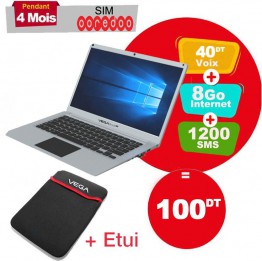 Pendant
4 Mois
SIM
ooredoo
40DT
Voix
+
8Go
Internet
+
1200
SMS
VEGA
=
100DT
VEGA
+ Etui